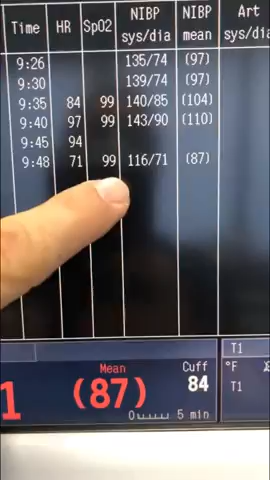 Time HR SpO2 NIBP sys/dia NIBP mean Art sys/di
9:26 135/74 (97)
9:30 139/74 (97)
9:35 84 99 140/85 (104)
9:40 97 99 143/90 (110)
9:45 94
9:48 71 99 116/71 (87)
T1
Mean Cuff °F
1 (87) 84 T1
0 5 min